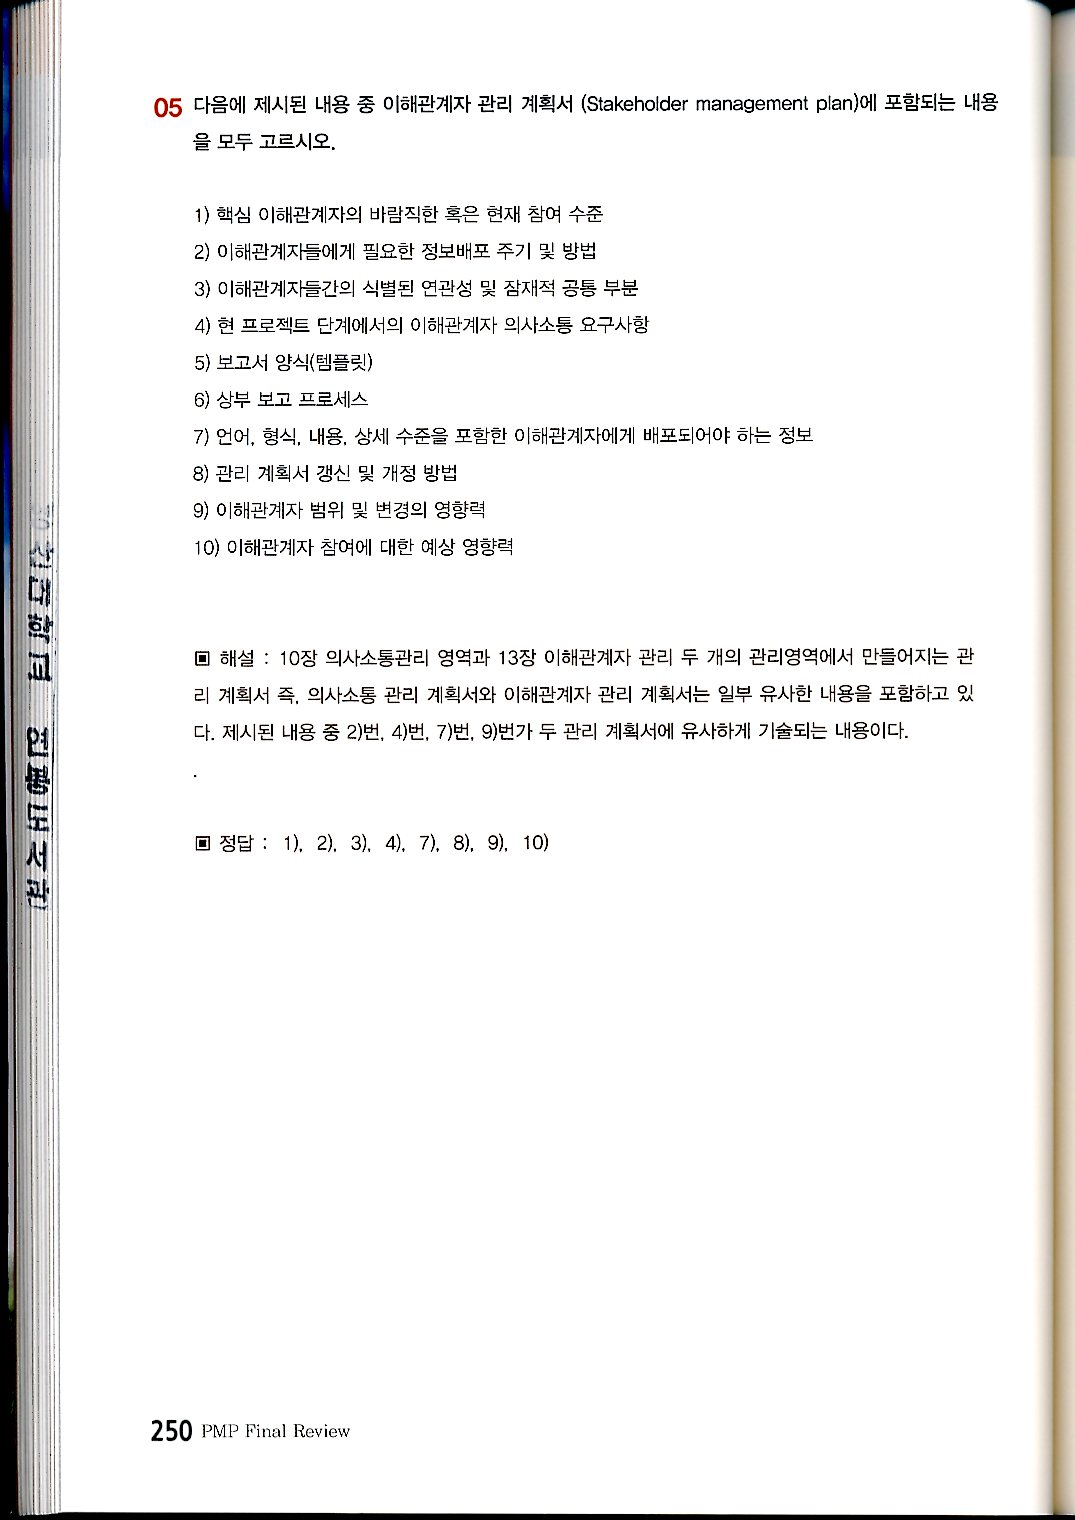 05 다음에 제시된 내용 중 이해관계자 관리 계획서 (Stakeholder management plan)에 포함되는 내용
을 모두 고르시오.
1) 핵심 이해관계자의 바람직한 혹은 현재 참여 수준
2) 이해관계자들에게 필요한 정보배포 주기 및 방법
3) 이해관계자들간의 식별된 연관성 및 잠재적 공통 부분
4) 현 프로젝트 단계에서의 이해관계자 의사소통 요구사항
5) 보고서 양식(템플릿)
6) 상부 보고 프로세스
7) 언어, 형식, 내용, 상세 수준을 포함한 이해관계자에게 배포되어야 하는 정보
8) 관리 계획서 갱신 및 개정 방법
9) 이해관계자 범위 및 변경의 영향력
10) 이해관계자 참여에 대한 예상 영향력
▣ 해설 : 10장 의사소통관리 영역과 13장 이해관계자 관리 두 개의 관리영역에서 만들어지는 관
리 계획서 즉, 의사소통 관리 계획서와 이해관계자 관리 계획서는 일부 유사한 내용을 포함하고 있
다. 제시된 내용 중 2)번, 4)번, 7)번, 9)번가 두 관리 계획서에 유사하게 기술되는 내용이다.
.
▣ 정답 : 1), 2), 3), 4), 7), 8), 9), 10)
250 PMP Final Review
대학교 연풍도서관